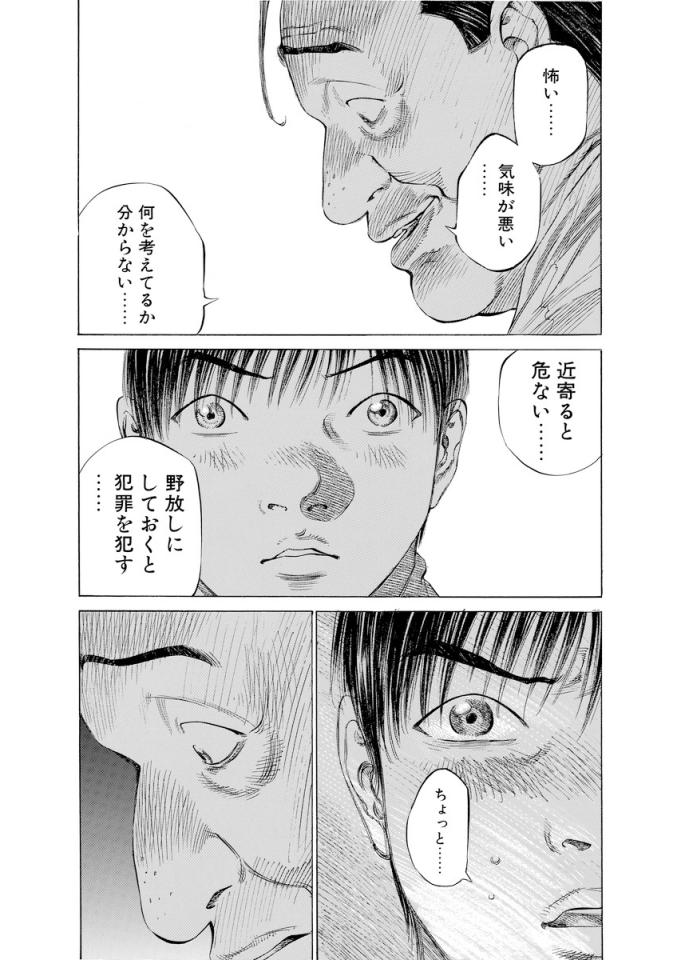 怖い……
気味が悪い
……
何を考えてるか
分からない……
近寄ると
危ない……
野放しに
しておくと
犯罪を犯す
……
ちょっと……